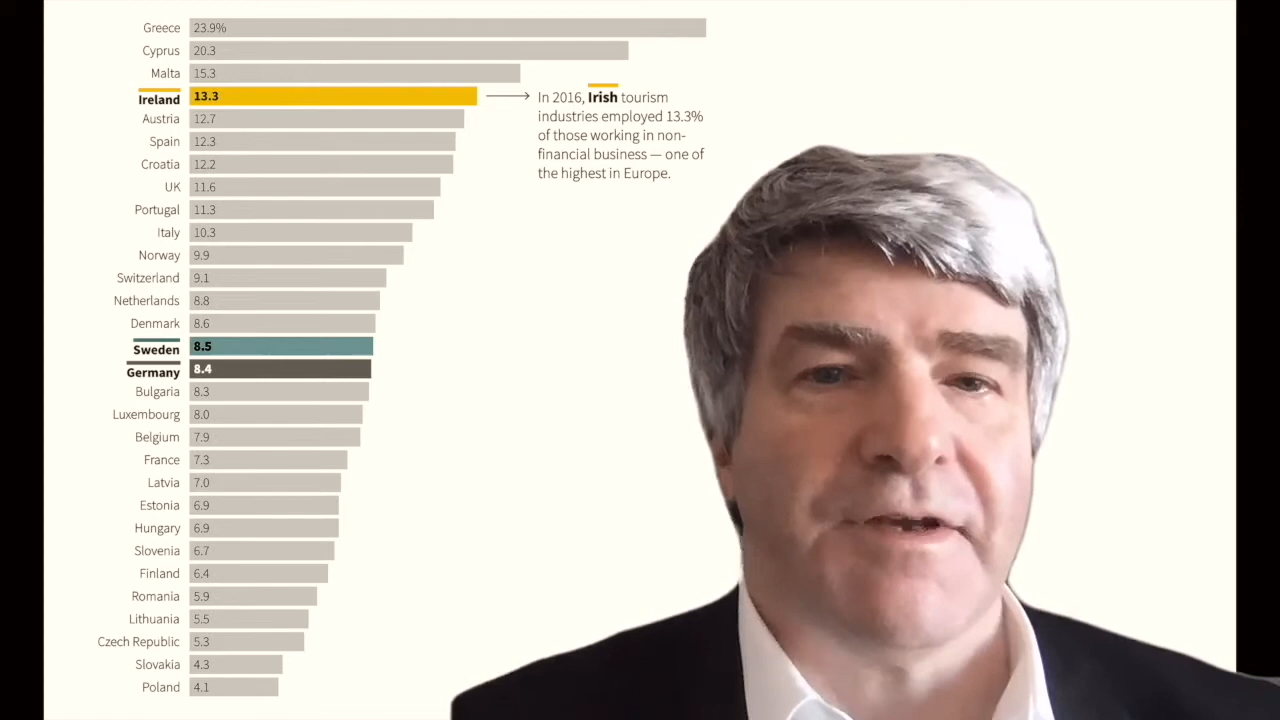 Greece 23.9%
Cyprus 20.3
Malta 15.3
Ireland 13.3
In 2016, Irish tourism
industries employed 13.3%
of those working in non-
financial business — one of
the highest in Europe.
Austria 12.7
Spain 12.3
Croatia 12.2
UK 11.6
Portugal 11.3
Italy 10.3
Norway 9.9
Switzerland 9.1
Netherlands 8.8
Denmark 8.6
Sweden 8.5
Germany 8.4
Bulgaria 8.3
Luxembourg 8.0
Belgium 7.9
France 7.3
Latvia 7.0
Estonia 6.9
Hungary 6.9
Slovenia 6.7
Finland 6.4
Romania 5.9
Lithuania 5.5
Czech Republic 5.3
Slovakia 4.3
Poland 4.1